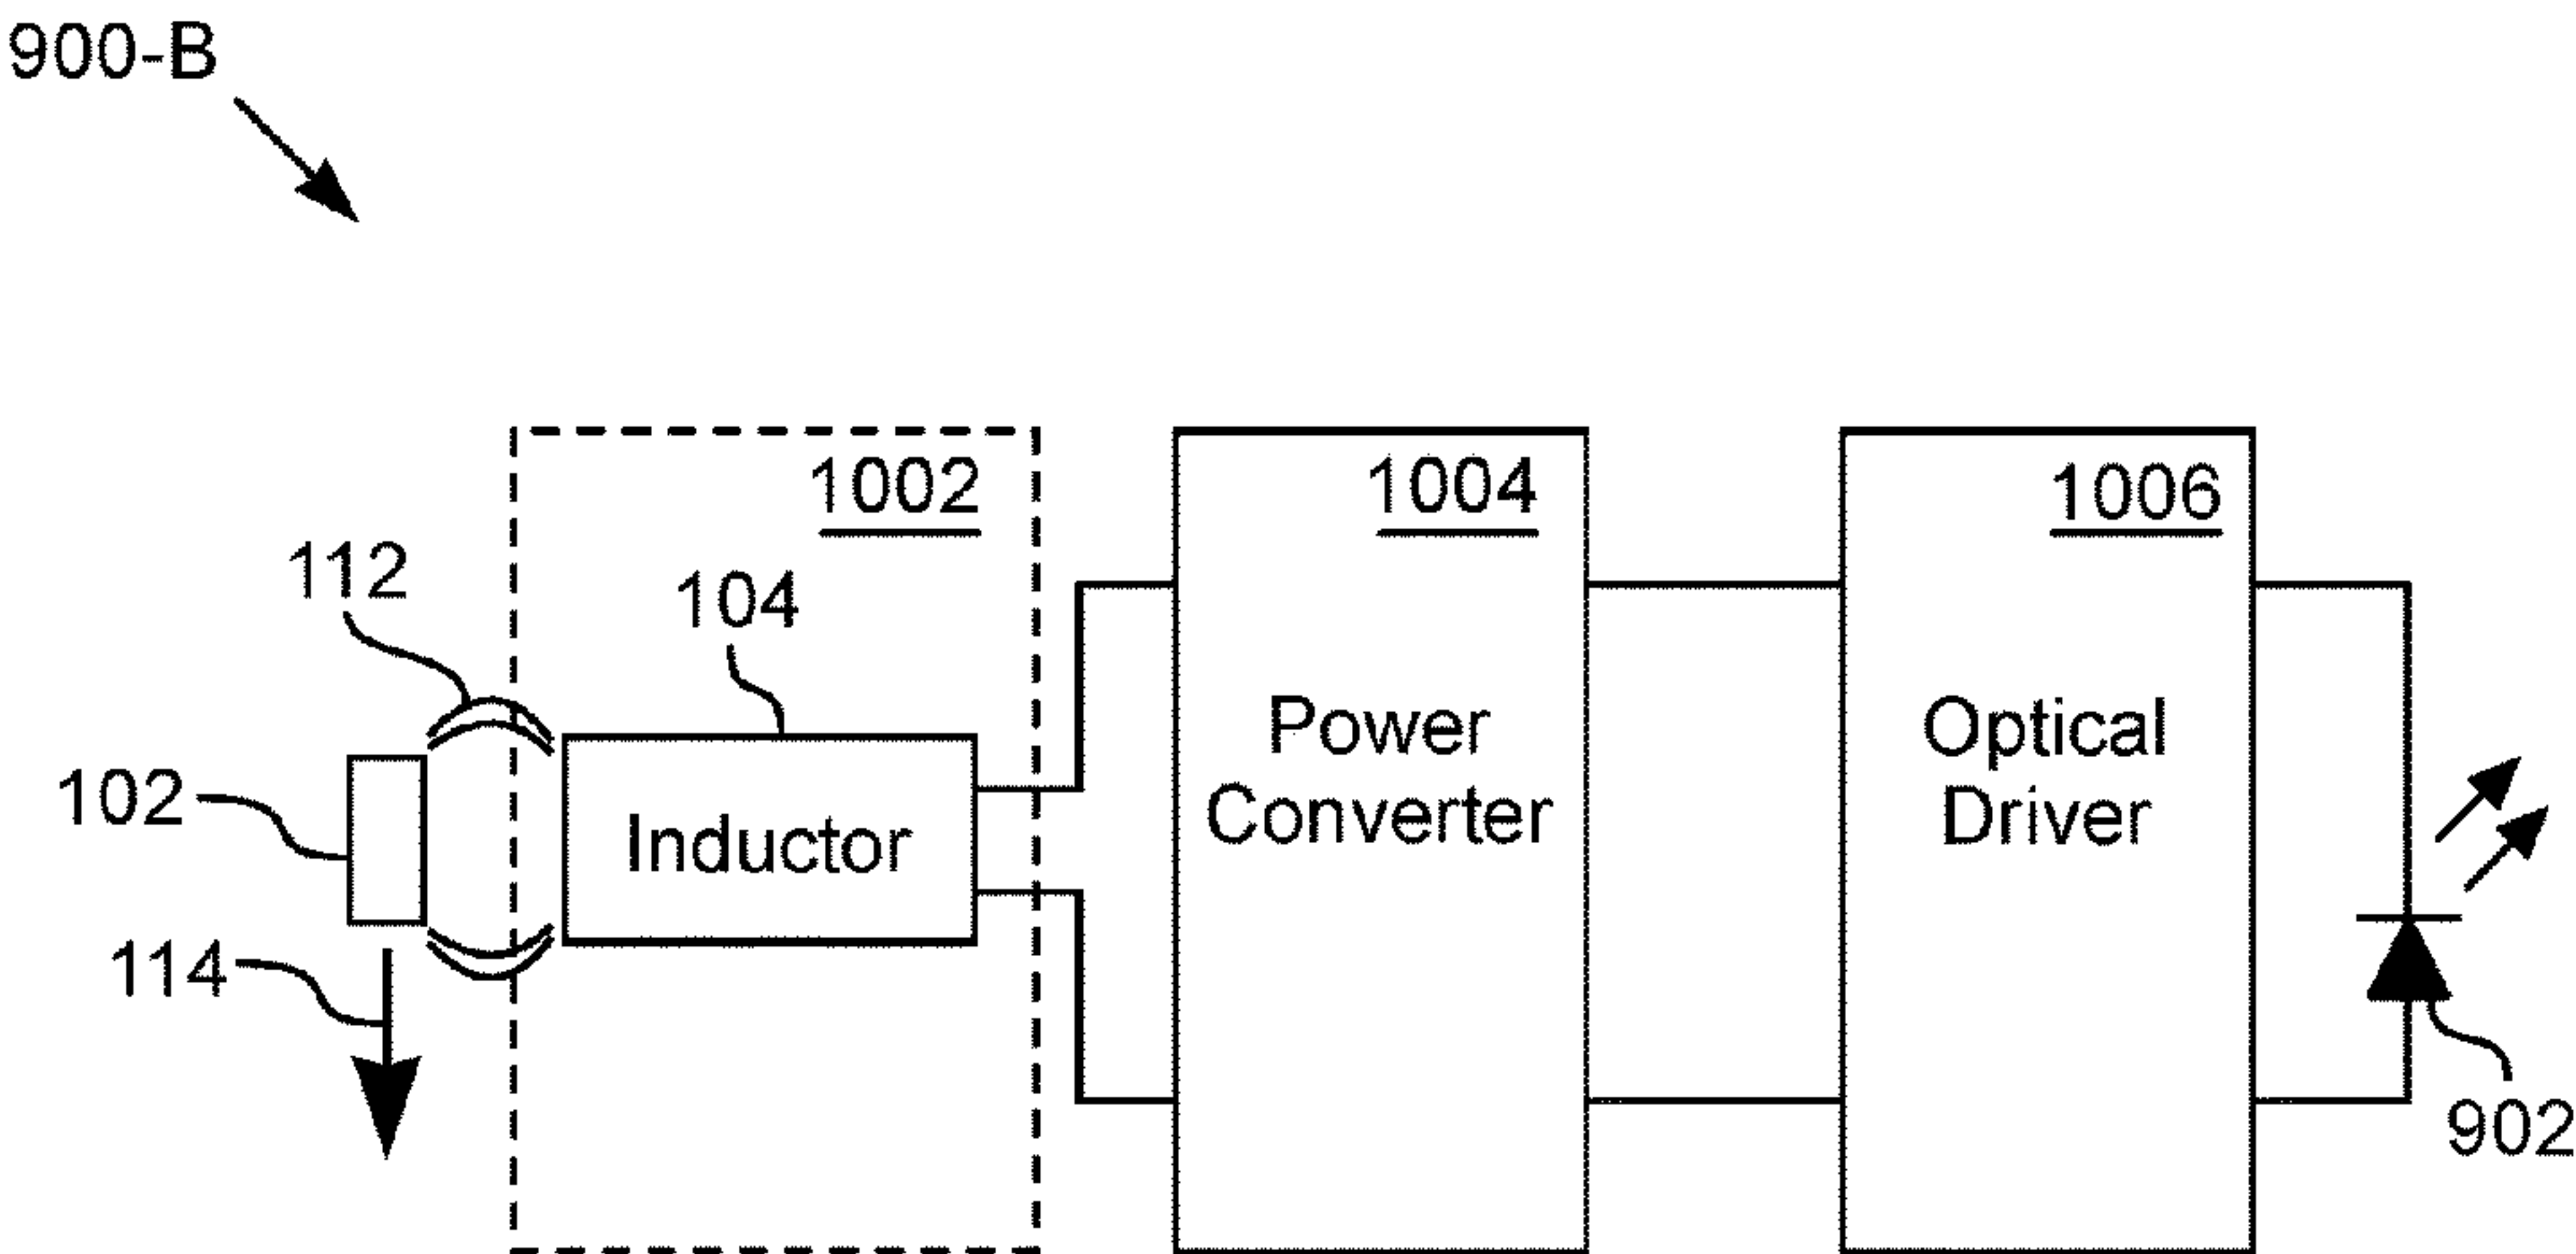 900-B
1002
1004
1006
112
104
Power
Converter
Optical
Driver
102
Inductor
114
902